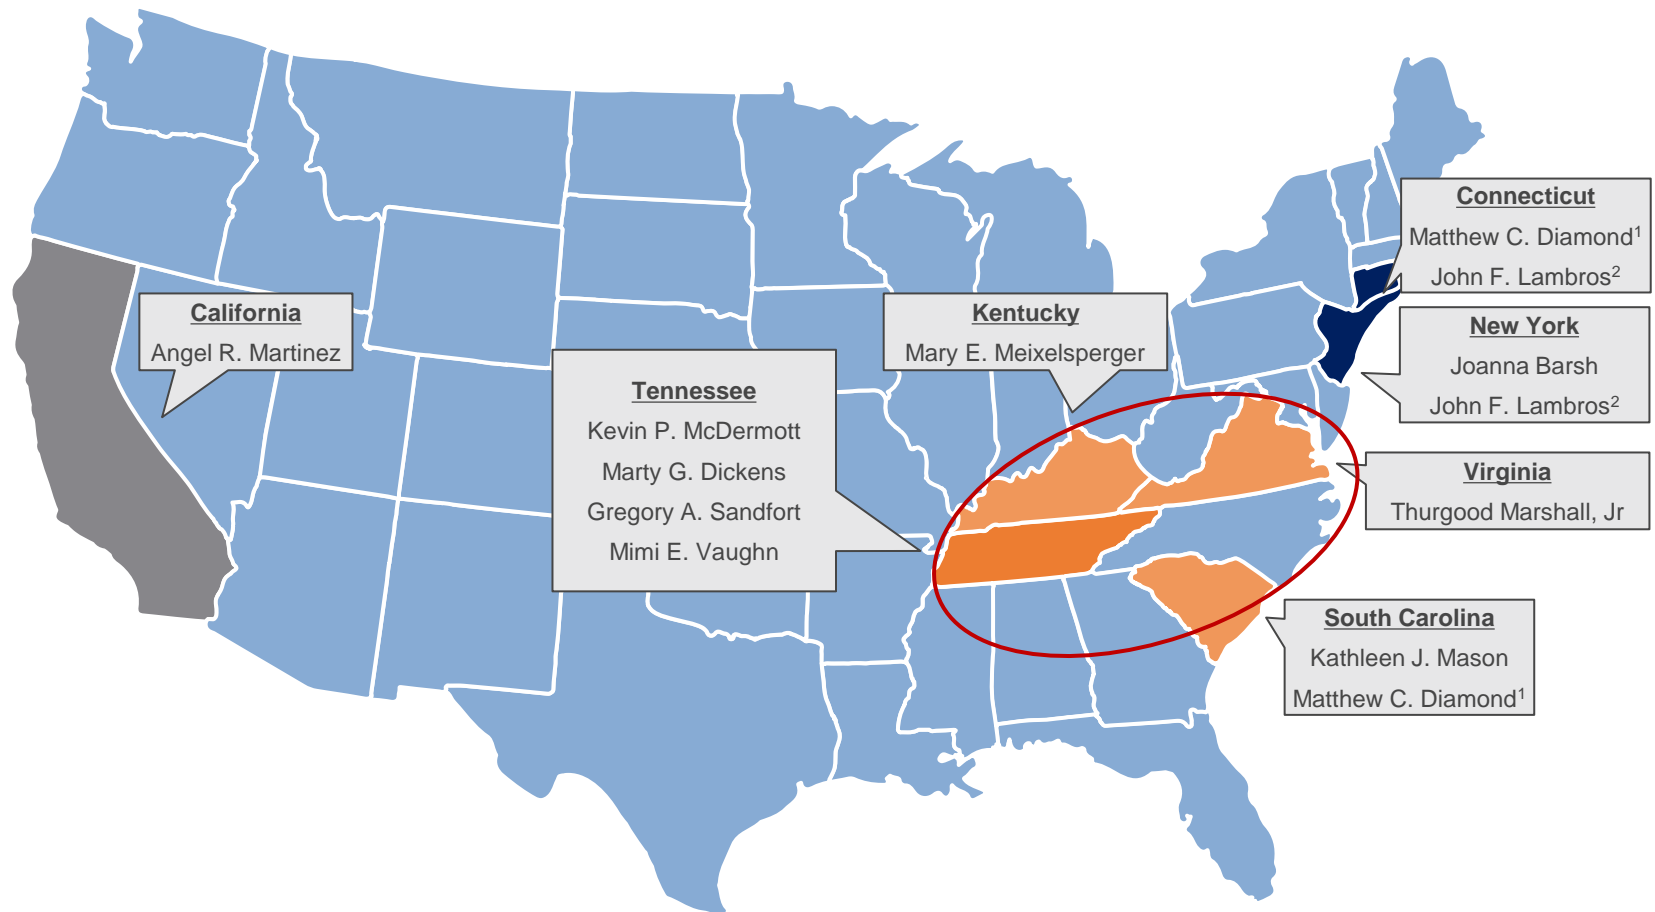 Connecticut
Matthew C. Diamond¹
John F. Lambros²
California
Angel R. Martinez
Kentucky
Mary E. Meixelsperger
New York
Joanna Barsh
John F. Lambros²
Tennessee
Kevin P. McDermott
Marty G. Dickens
Gregory A. Sandfort
Mimi E. Vaughn
Virginia
Thurgood Marshall, Jr
South Carolina
Kathleen J. Mason
Matthew C. Diamond¹